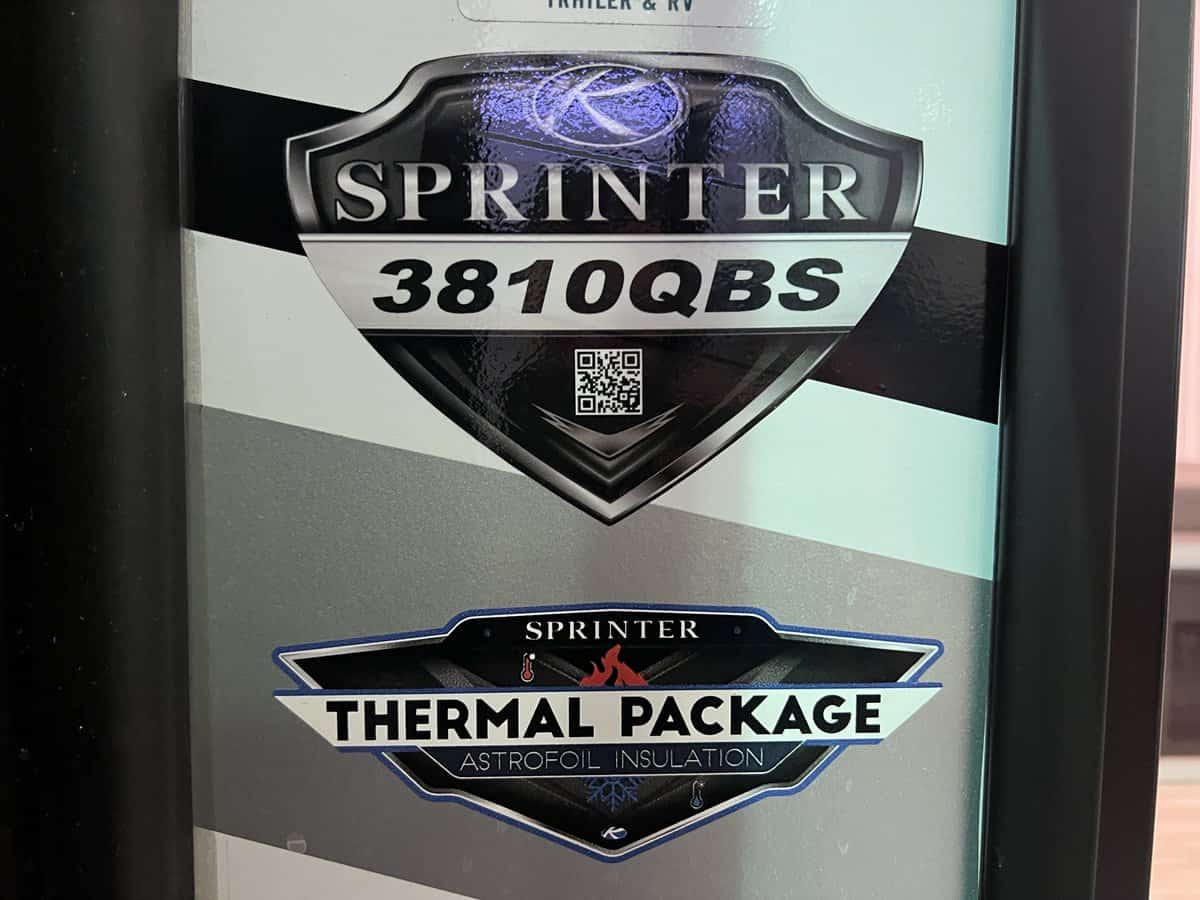 TRAILER & RV
K
SPRINTER
3810QBS
SPRINTER
THERMAL PACKAGE
ASTROFOIL INSULATION
K